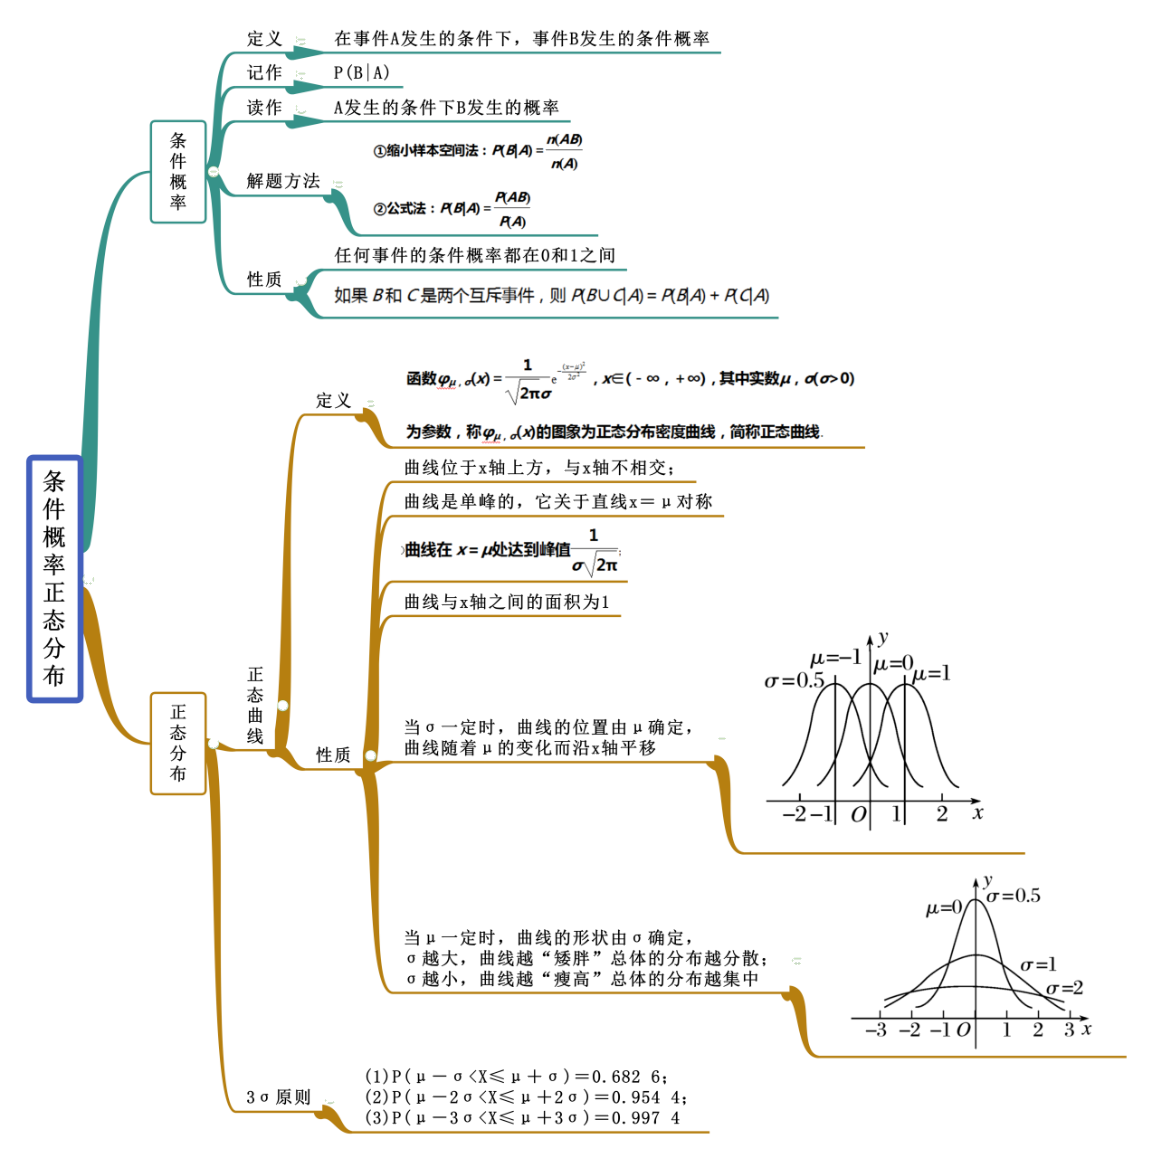 条件概率正态分布
条件概率
定义
在事件A发生的条件下，事件B发生的条件概率
记作
P(B|A)
读作
A发生的条件下B发生的概率
解题方法
①缩小样本空间法：P(B|A)=n(AB)/n(A)
②公式法：P(B|A)=P(AB)/P(A)
性质
任何事件的条件概率都在0和1之间
如果 B 和 C 是两个互斥事件，则 P(B∪C|A)=P(B|A)+P(C|A)
正态分布
正态曲线
定义
函数φμ,σ(x)=1/(√2πσ) e^(-(x-μ)²/2σ²)，x∈(-∞，+∞)，其中实数μ，σ(σ>0)
为参数，称φμ,σ(x)的图象为正态分布密度曲线，简称正态曲线.
性质
曲线位于x轴上方，与x轴不相交；
曲线是单峰的，它关于直线x＝μ对称
曲线在 x=μ处达到峰值1/(σ√2π)；
曲线与x轴之间的面积为1
当σ一定时，曲线的位置由μ确定，
曲线随着μ的变化而沿x轴平移
y
μ=-1
μ=0
μ=1
σ=0.5
-2 -1 O 1 2 x
当μ一定时，曲线的形状由σ确定，
σ越大，曲线越“矮胖”总体的分布越分散；
σ越小，曲线越“瘦高”总体的分布越集中
y
μ=0
σ=0.5
σ=1
σ=2
-3 -2 -1 O 1 2 3 x
3σ原则
(1)P(μ－σ<X≤μ＋σ)＝0.682 6；
(2)P(μ－2σ<X≤μ＋2σ)＝0.954 4；
(3)P(μ－3σ<X≤μ＋3σ)＝0.997 4